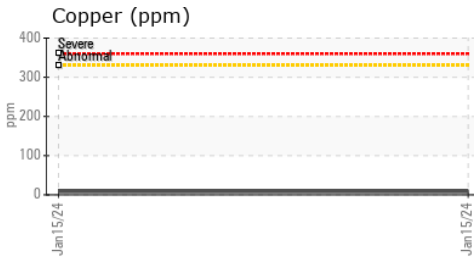 Copper (ppm)
400
Severe
Abnormal
300
ppm
200
100
0
Jan15/24
Jan15/24